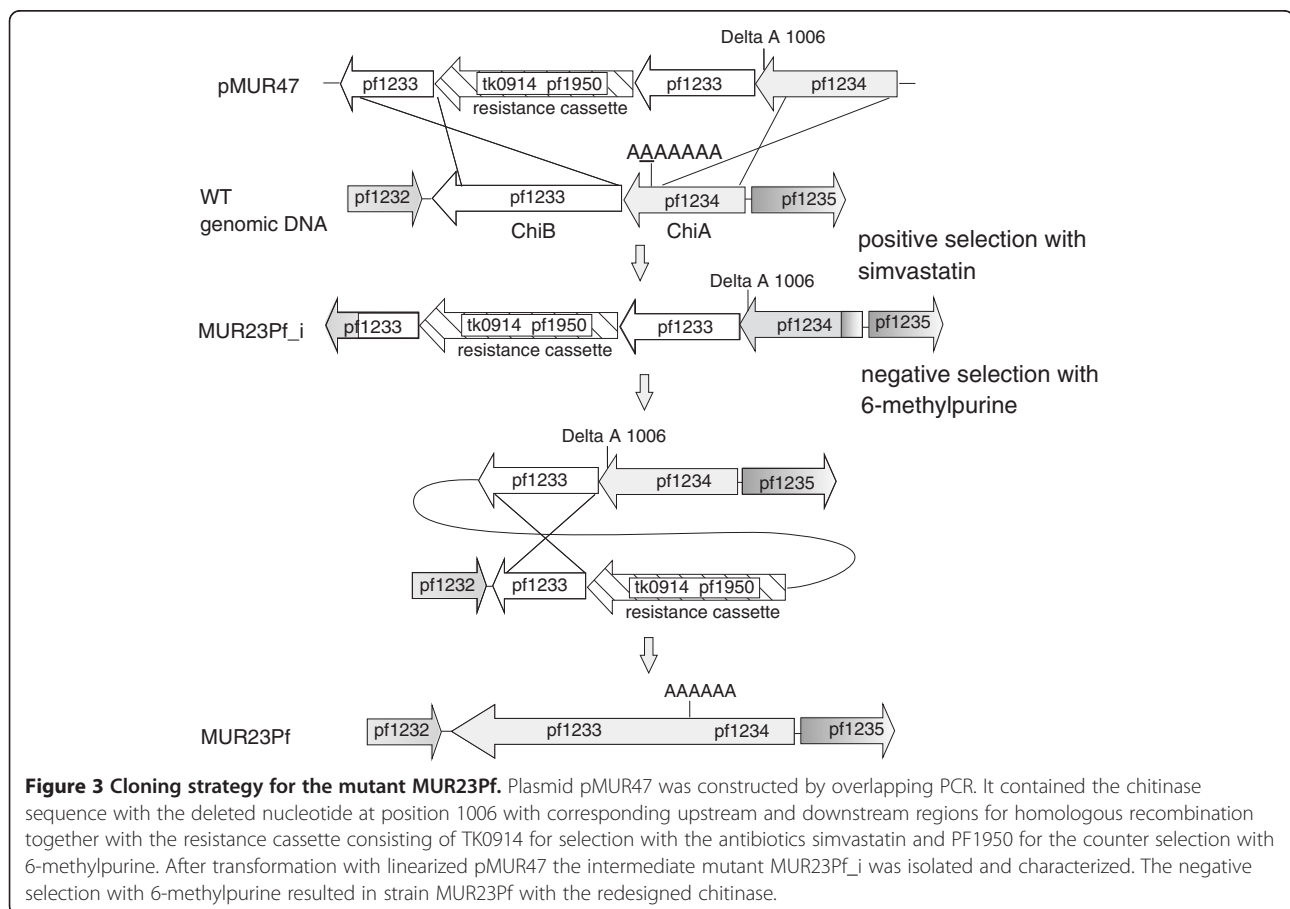 Delta A 1006
pMUR47
pf1233
tk0914 pf1950
pf1233
pf1234
resistance cassette
AAAAAAA
WT
genomic DNA
pf1232
pf1233
pf1234
pf1235
ChiB
ChiA
positive selection with
simvastatin
Delta A 1006
MUR23Pf_i
pf1233
tk0914 pf1950
pf1233
pf1234
pf1235
resistance cassette
negative selection with
6-methylpurine
Delta A 1006
pf1233
pf1234
pf1235
pf1232
pf1233
tk0914 pf1950
resistance cassette
AAAAAA
MUR23Pf
pf1232
pf1233
pf1234
pf1235
Figure 3 Cloning strategy for the mutant MUR23Pf. Plasmid pMUR47 was constructed by overlapping PCR. It contained the chitinase
sequence with the deleted nucleotide at position 1006 with corresponding upstream and downstream regions for homologous recombination
together with the resistance cassette consisting of TK0914 for selection with the antibiotics simvastatin and PF1950 for the counter selection with
6-methylpurine. After transformation with linearized pMUR47 the intermediate mutant MUR23Pf_i was isolated and characterized. The negative
selection with 6-methylpurine resulted in strain MUR23Pf with the redesigned chitinase.